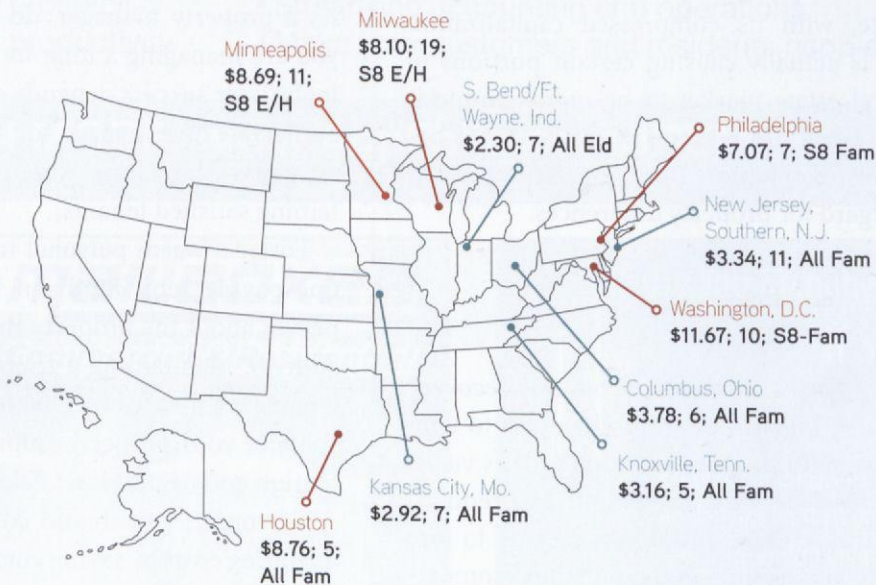 Minneapolis
$8.69; 11;
S8 E/H
Milwaukee
$8.10; 19;
S8 E/H
S. Bend/Ft.
Wayne, Ind.
$2.30; 7; All Eld
Philadelphia
$7.07; 7; S8 Fam
New Jersey,
Southern, N.J.
$3.34; 11; All Fam
Washington, D.C.
$11.67; 10; S8-Fam
Columbus, Ohio
$3.78; 6; All Fam
Knoxville, Tenn.
$3.16; 5; All Fam
Kansas City, Mo.
$2.92; 7; All Fam
Houston
$8.76; 5;
All Fam